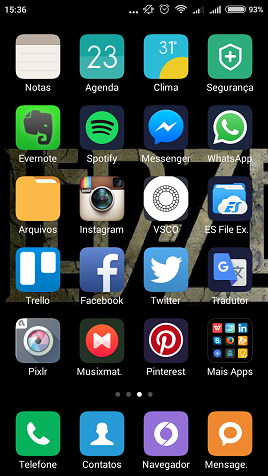 15:36 ... 93%
23 31°
Notas Agenda Clima Segurança
Evernote Spotify Messenger WhatsApp
Arquivos Instagram VSCO ES File Ex.
Trello Facebook Twitter Tradutor
Pixlr Musixmat. Pinterest Mais Apps
Telefone Contatos Navegador Mensage.